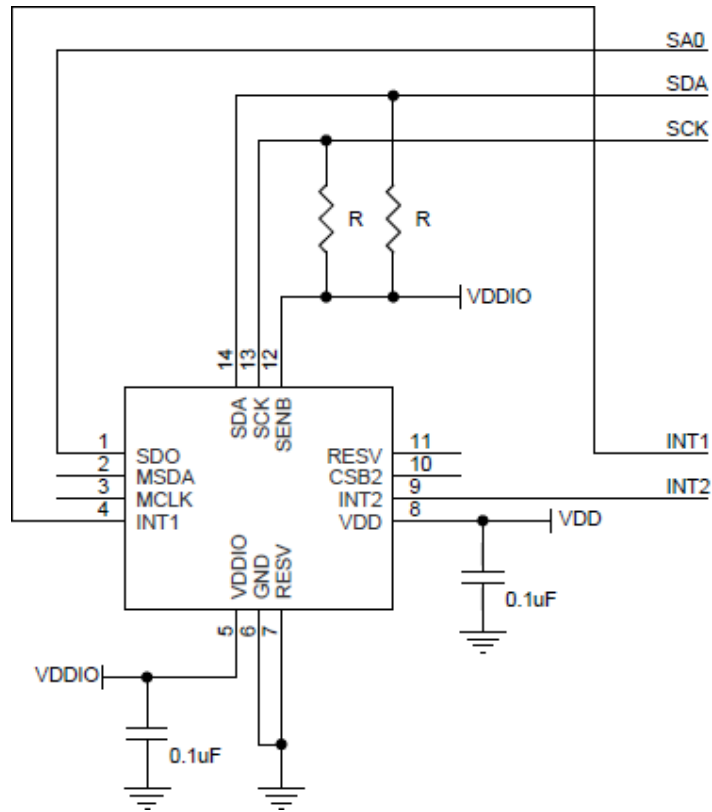 SA0
SDA
SCK
R R
VDDIO
14 13 12
SDA SCK SENB
1 SDO
2 MSDA
3 MCLK
4 INT1
RESV 11
CSB2 10
INT2 9
VDD 8
INT1
INT2
VDD
0.1uF
VDDIO GND RESV
5 6 7
VDDIO
0.1uF